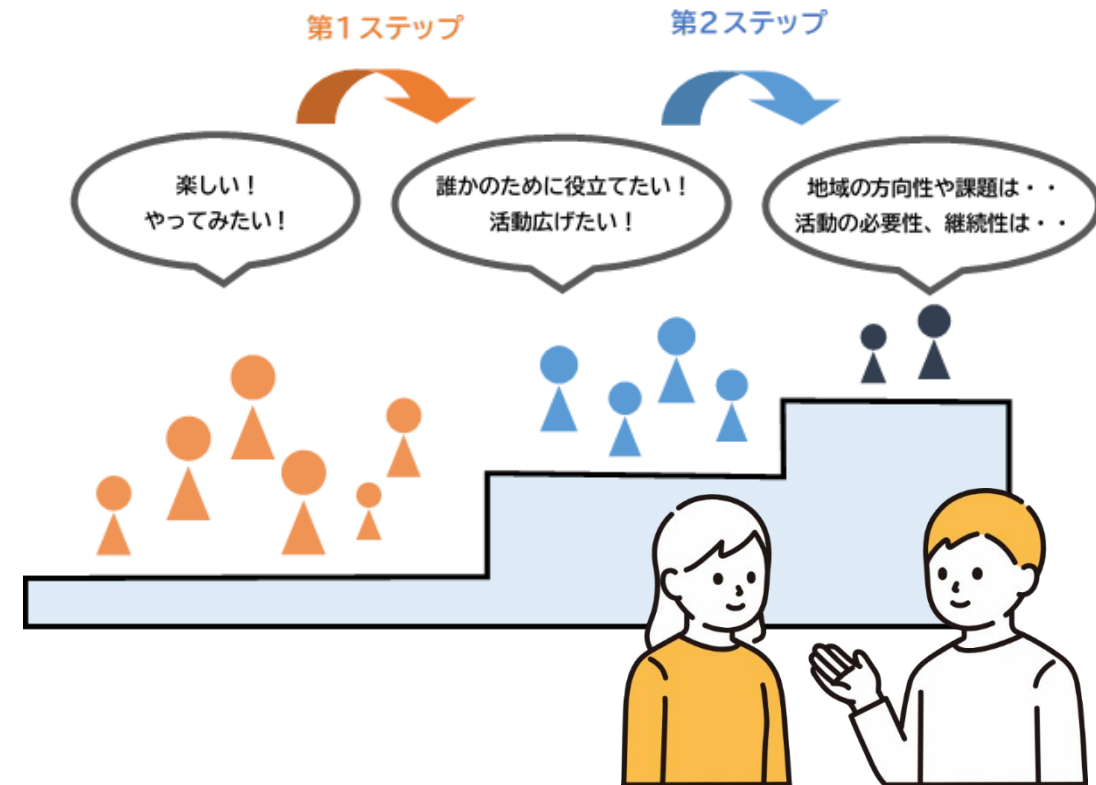 第1ステップ
第2ステップ
楽しい！
やってみたい！
誰かのために役立てたい！
活動広げたい！
地域の方向性や課題は・・
活動の必要性、継続性は・・